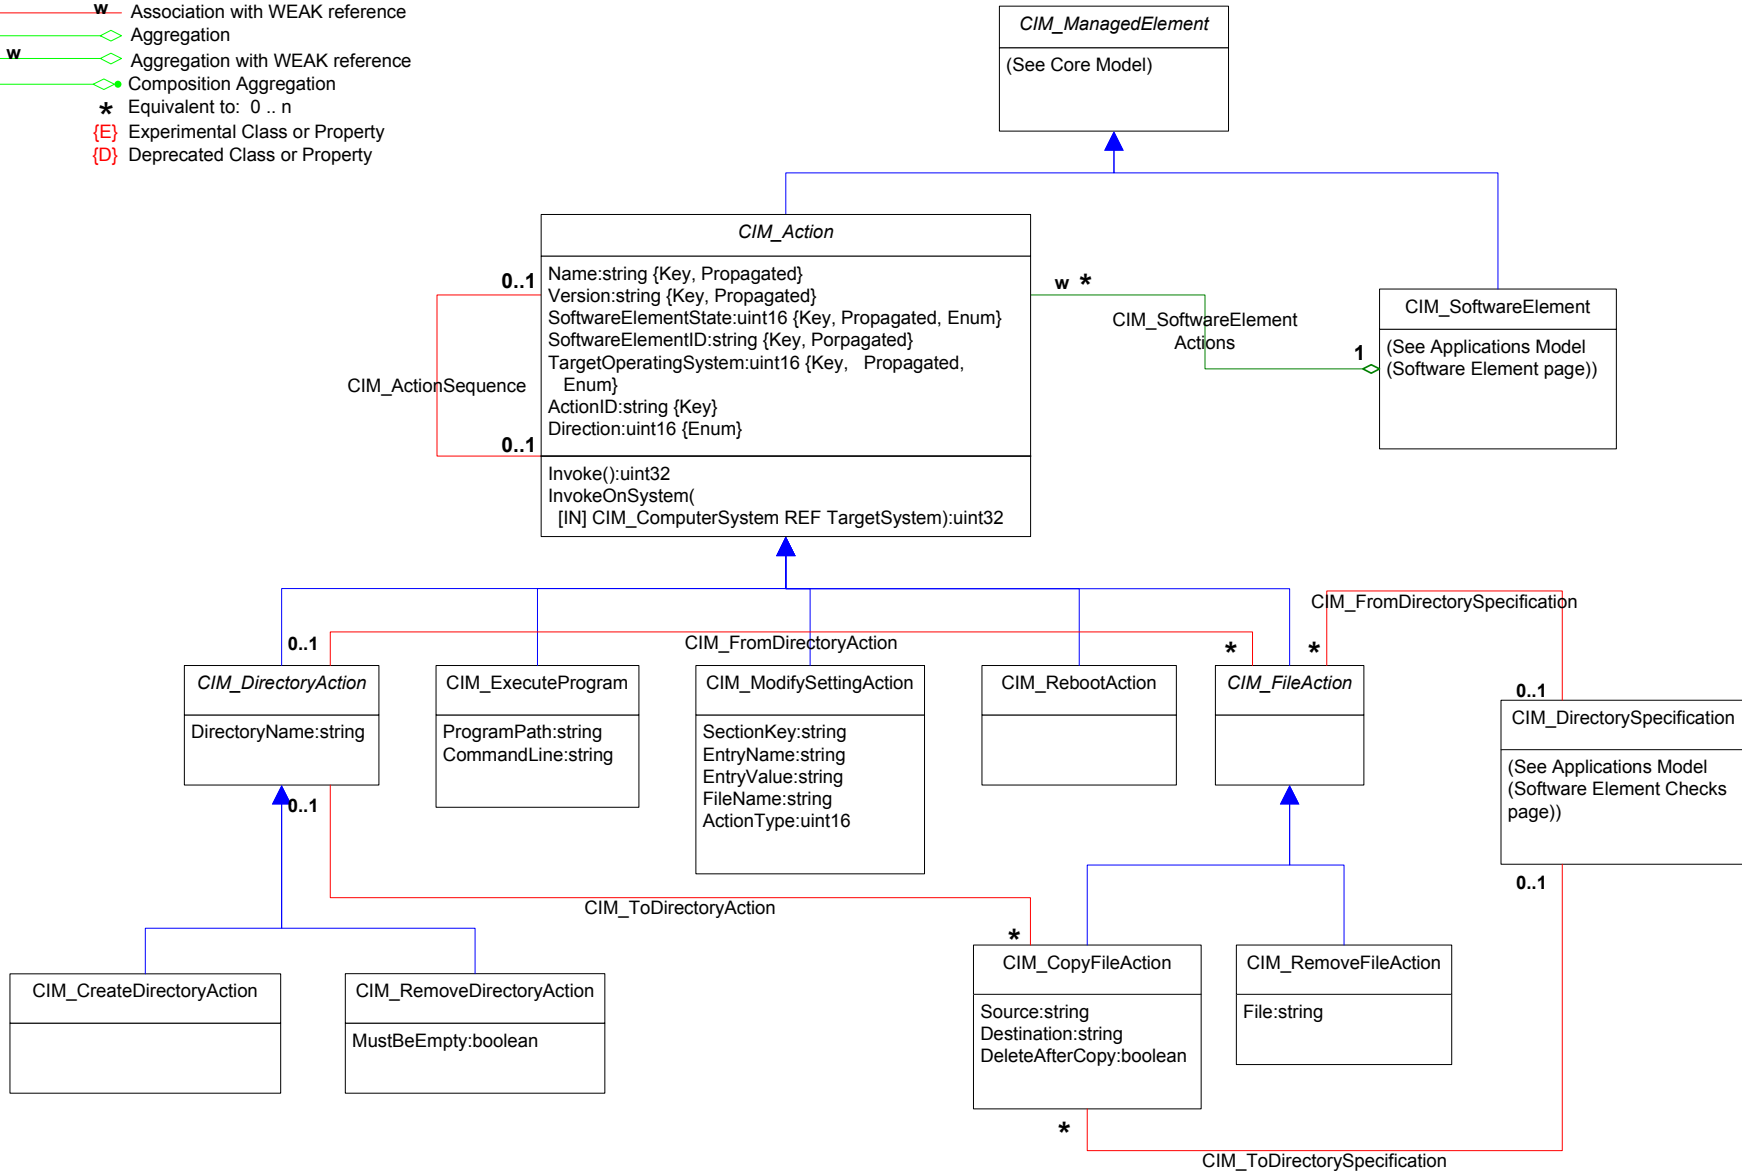 w Association with WEAK reference
Aggregation
w Aggregation with WEAK reference
Composition Aggregation
* Equivalent to: 0 .. n
{E} Experimental Class or Property
{D} Deprecated Class or Property
CIM_ManagedElement
(See Core Model)
CIM_Action
Name:string {Key, Propagated}
Version:string {Key, Propagated}
SoftwareElementState:uint16 {Key, Propagated, Enum}
SoftwareElementID:string {Key, Porpagated}
TargetOperatingSystem:uint16 {Key, Propagated,
Enum}
ActionID:string {Key}
Direction:uint16 {Enum}
Invoke():uint32
InvokeOnSystem(
[IN] CIM_ComputerSystem REF TargetSystem):uint32
0..1
CIM_ActionSequence
0..1
w *
CIM_SoftwareElement
Actions
1
CIM_SoftwareElement
(See Applications Model
(Software Element page))
0..1
CIM_FromDirectoryAction
*
*
CIM_FromDirectorySpecification
0..1
CIM_DirectoryAction
DirectoryName:string
CIM_ExecuteProgram
ProgramPath:string
CommandLine:string
CIM_ModifySettingAction
SectionKey:string
EntryName:string
EntryValue:string
FileName:string
ActionType:uint16
CIM_RebootAction
CIM_FileAction
CIM_DirectorySpecification
(See Applications Model
(Software Element Checks
page))
0..1
CIM_ToDirectoryAction
*
0..1
CIM_CreateDirectoryAction
CIM_RemoveDirectoryAction
MustBeEmpty:boolean
CIM_CopyFileAction
Source:string
Destination:string
DeleteAfterCopy:boolean
CIM_RemoveFileAction
File:string
*
CIM_ToDirectorySpecification